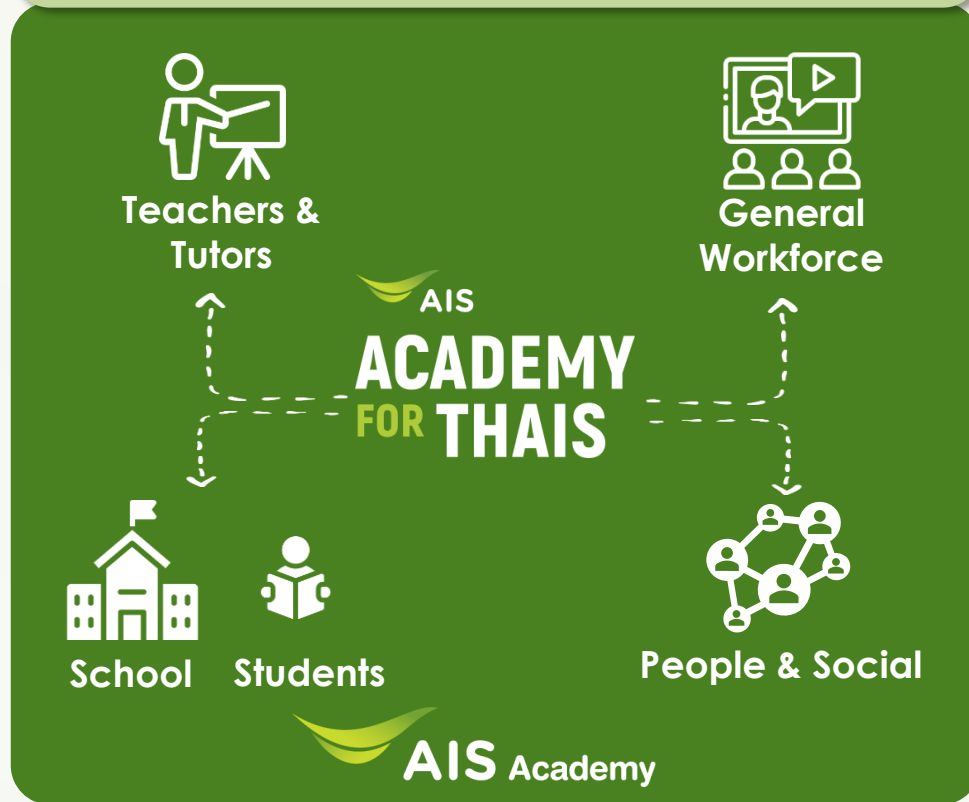 Teachers &
Tutors
General
Workforce
AIS
ACADEMY
FOR THAIS
School
Students
People & Social
AIS Academy